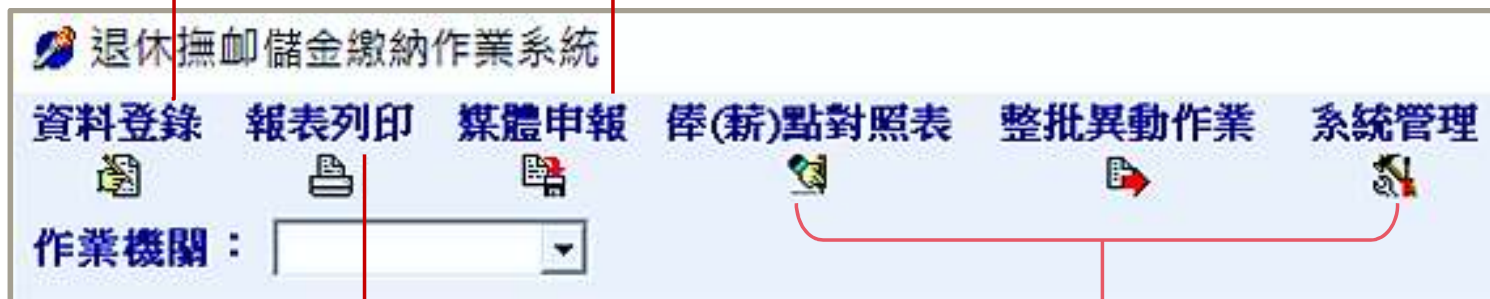 退休撫卹儲金繳納作業系統
資料登錄 報表列印 媒體申報 俸(薪)點對照表 整批異動作業 系統管理
作業機關：